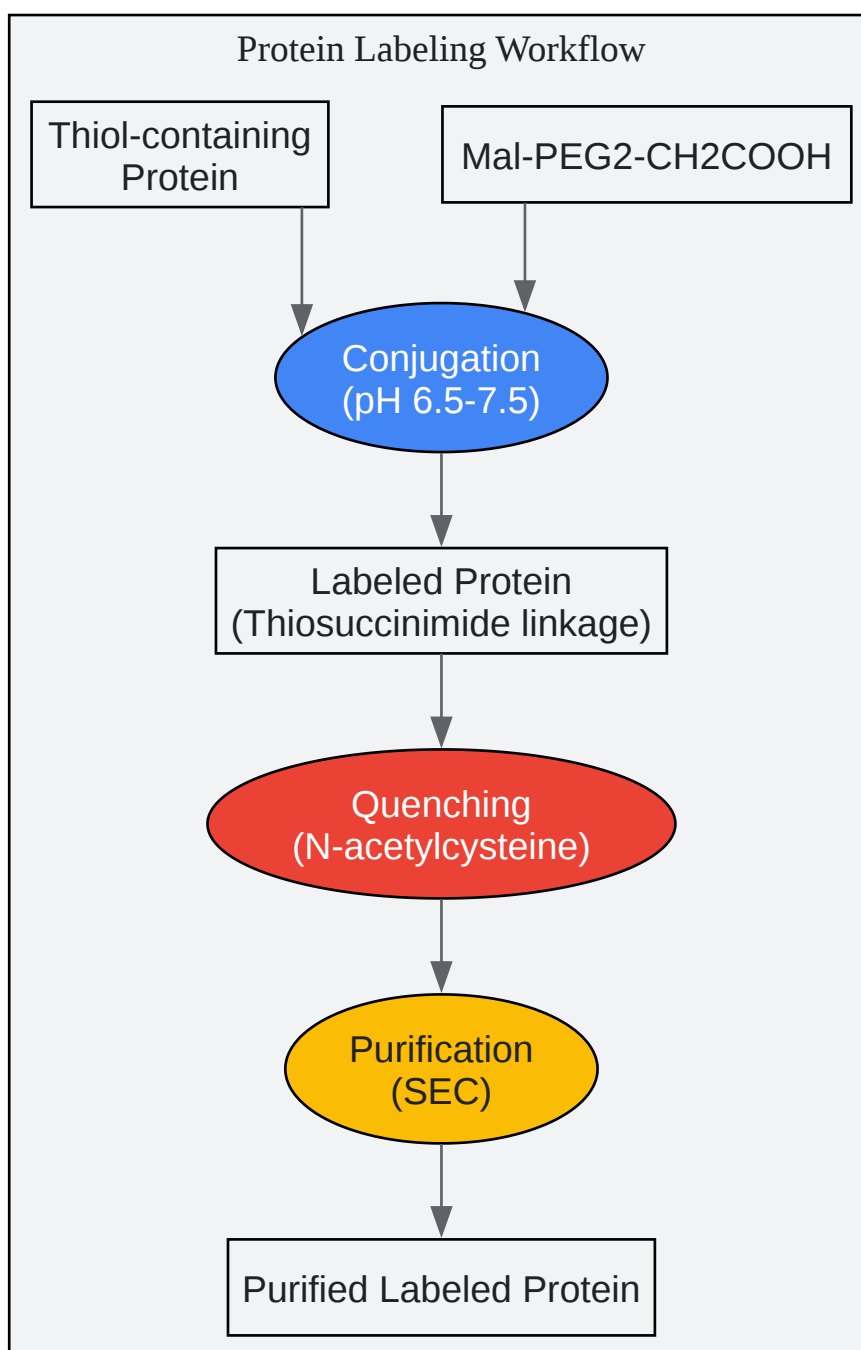 Protein Labeling Workflow
Thiol-containing
Protein
Mal-PEG2-CH2COOH
Conjugation
(pH 6.5-7.5)
Labeled Protein
(Thiosuccinimide linkage)
Quenching
(N-acetylcysteine)
Purification
(SEC)
Purified Labeled Protein